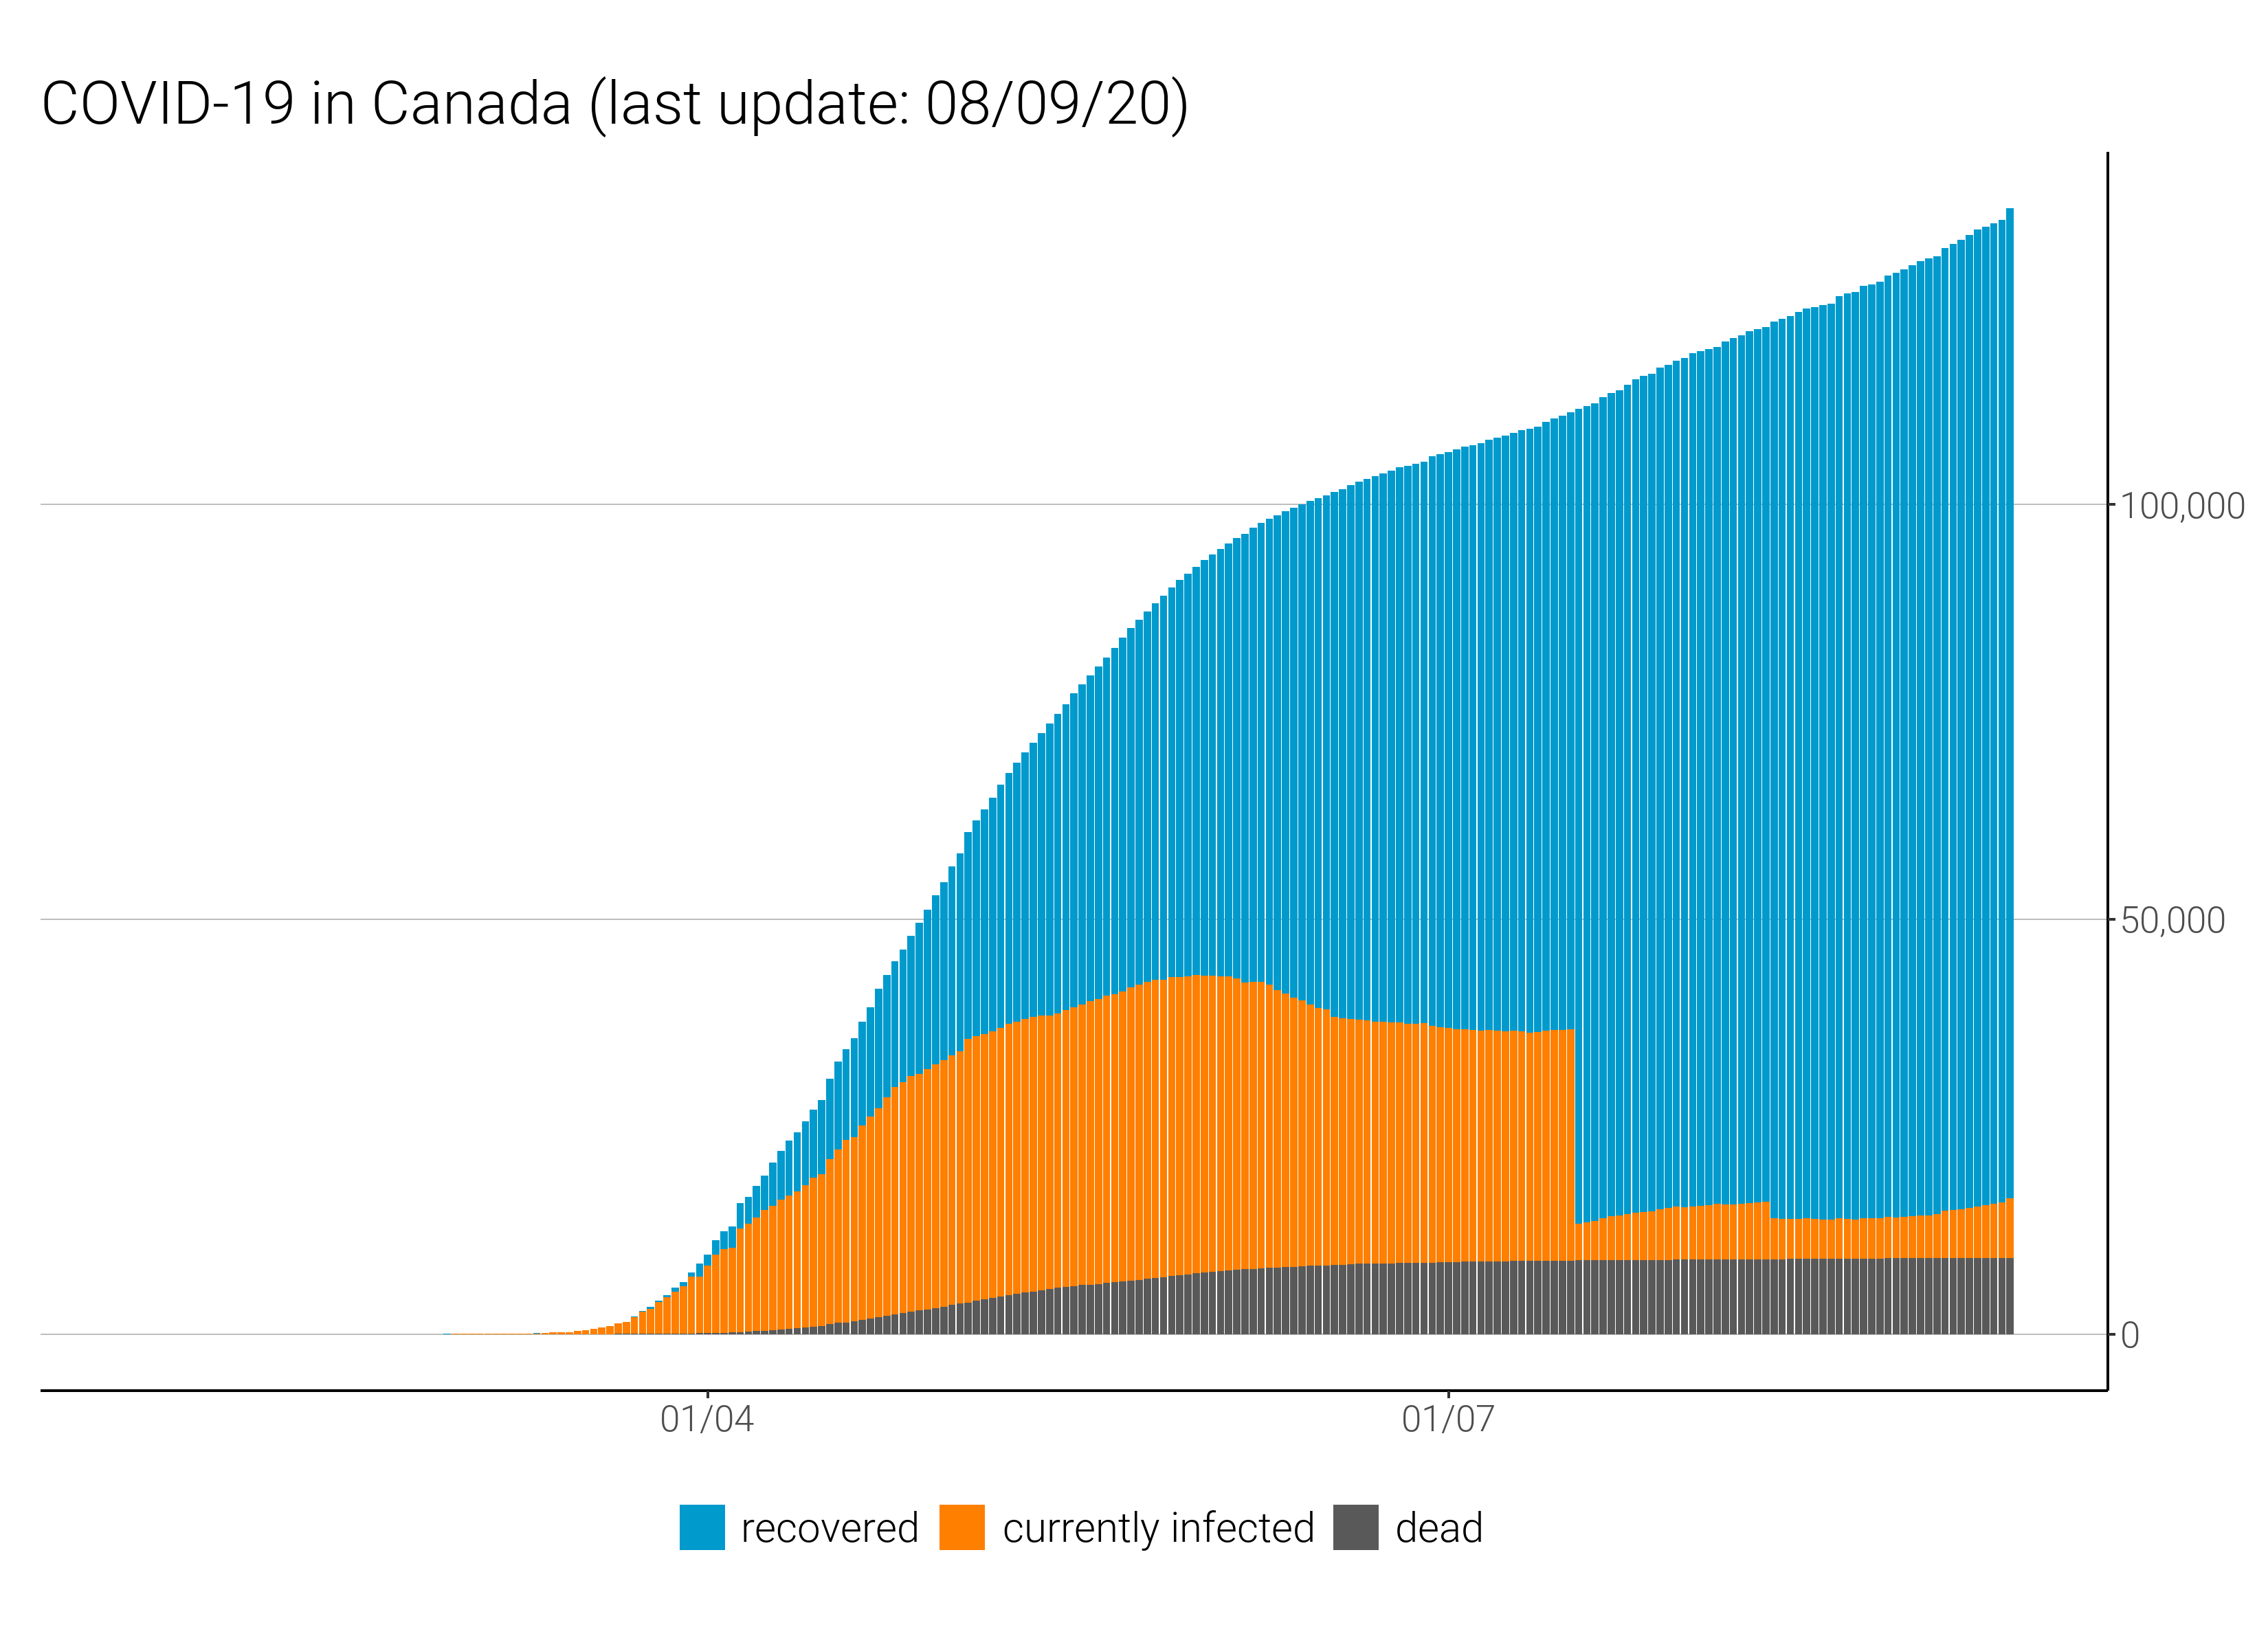 COVID-19 in Canada (last update: 08/09/20)
100,000
50,000
0
01/04 01/07
recovered currently infected dead